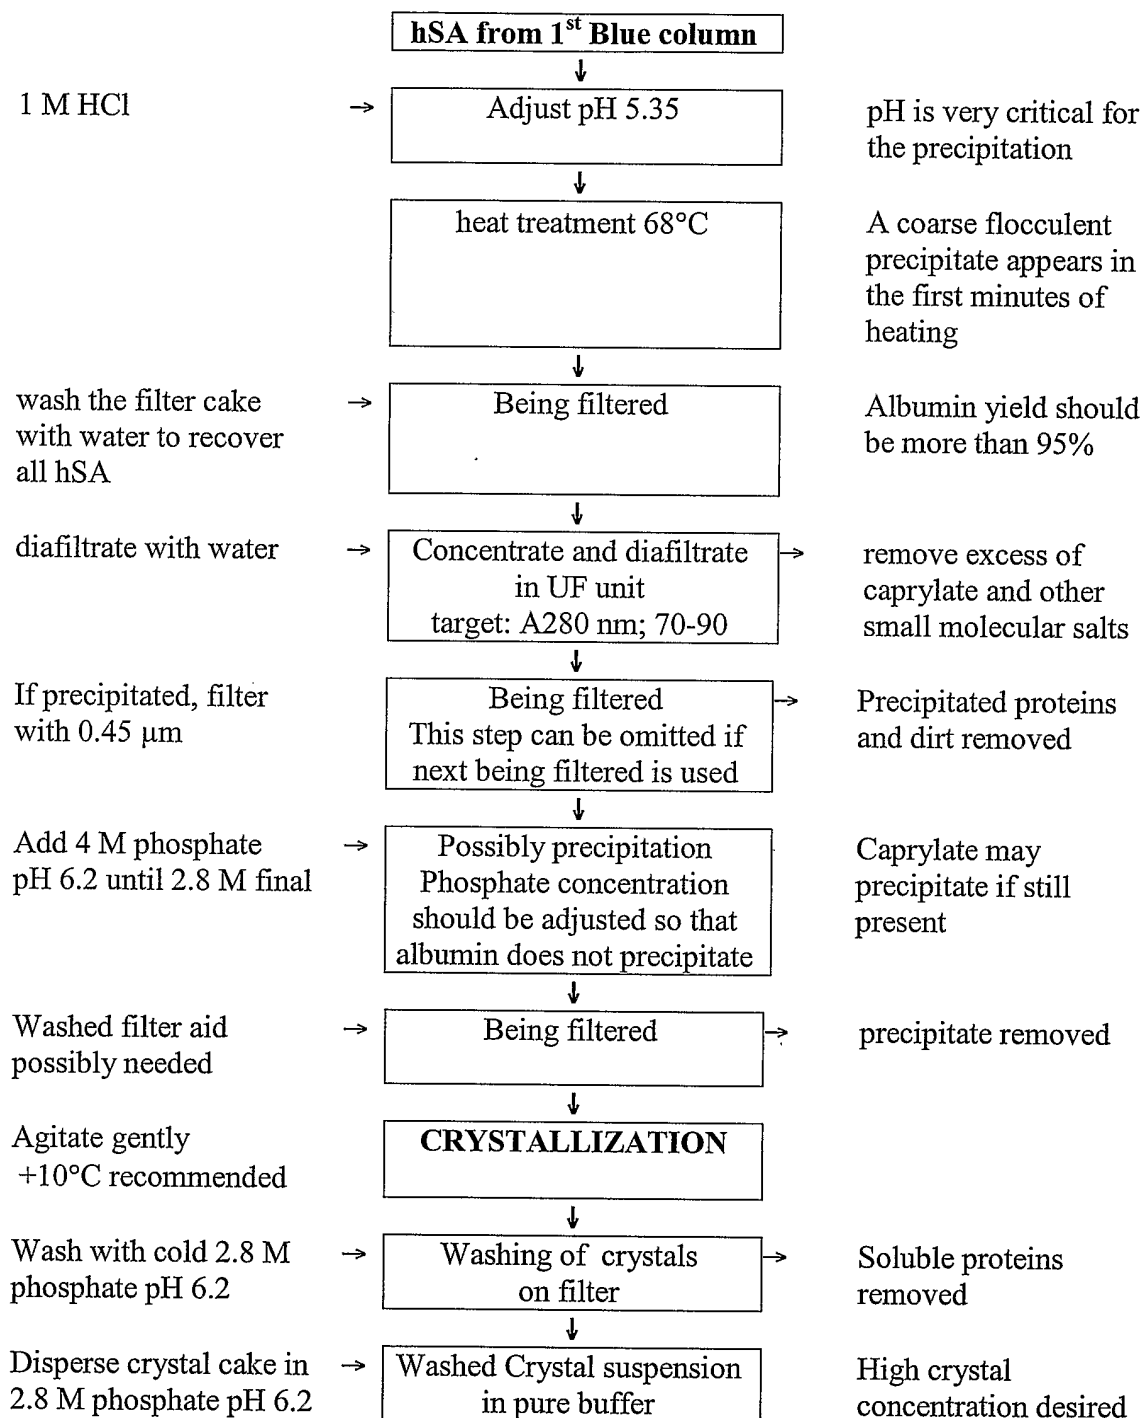 hSA from 1st Blue column
1 M HCl
→
Adjust pH 5.35
pH is very critical for
the precipitation
heat treatment 68°C
A coarse flocculent
precipitate appears in
the first minutes of
heating
wash the filter cake
with water to recover
all hSA
→
Being filtered
Albumin yield should
be more than 95%
diafiltrate with water
→
Concentrate and diafiltrate
in UF unit
target: A280 nm; 70-90
→
remove excess of
caprylate and other
small molecular salts
If precipitated, filter
with 0.45 µm
Being filtered
This step can be omitted if
next being filtered is used
→
Precipitated proteins
and dirt removed
Add 4 M phosphate
pH 6.2 until 2.8 M final
→
Possibly precipitation
Phosphate concentration
should be adjusted so that
albumin does not precipitate
Caprylate may
precipitate if still
present
Washed filter aid
possibly needed
→
Being filtered
→
precipitate removed
Agitate gently
+10°C recommended
CRYSTALLIZATION
Wash with cold 2.8 M
phosphate pH 6.2
→
Washing of crystals
on filter
→
Soluble proteins
removed
Disperse crystal cake in
2.8 M phosphate pH 6.2
→
Washed Crystal suspension
in pure buffer
High crystal
concentration desired